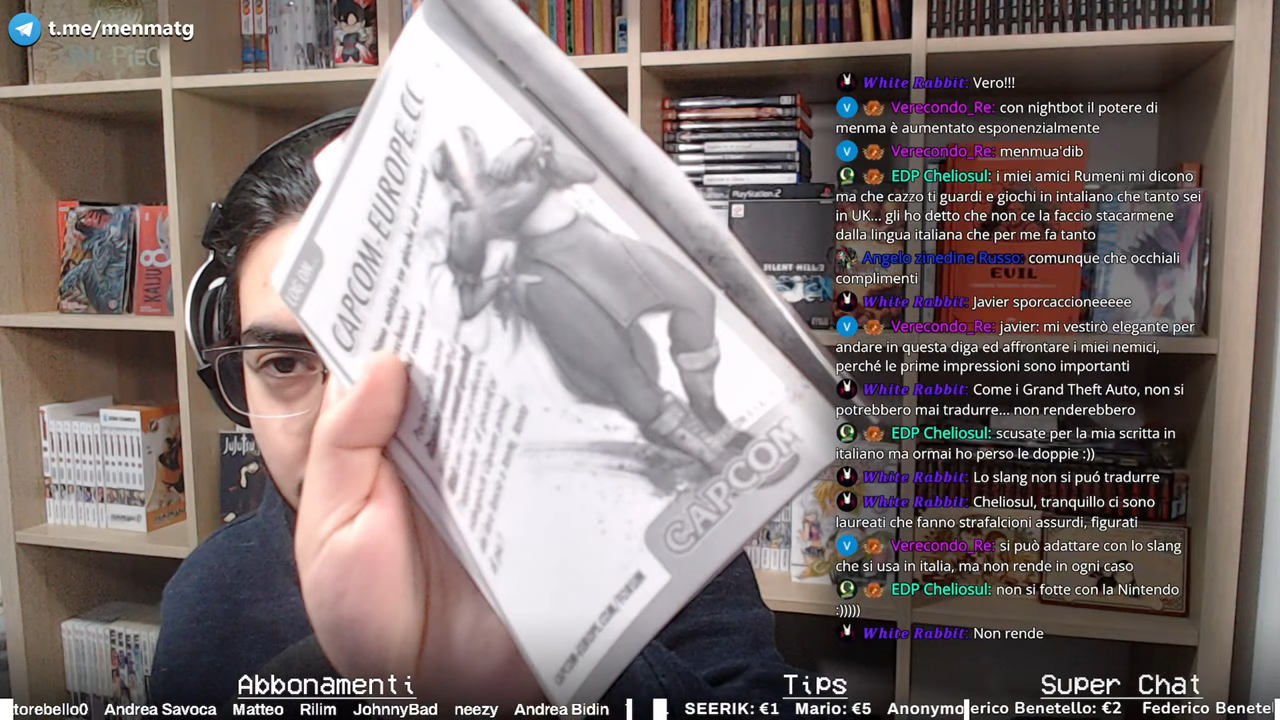 t.me/menmatg
CAPCOM-EUROPE.C
CAPCOM
PlayStation 2
SILENT HILL 2
EVIL
KAIJU
JUJUTSU
White Rabbit: Vero!!!
Verecondo_Re: con nightbot il potere di
menma è aumentato esponenzialmente
Verecondo_Re: menmua'dib
EDP Cheliosul: i miei amici Rumeni mi dicono
ma che cazzo ti guardi e giochi in intaliano che tanto sei
in UK... gli ho detto che non ce la faccio stacarmene
dalla lingua italiana che per me fa tanto
Angelo zinedine Russo: comunque che occhiali
complimenti
White Rabbit: Javier sporcaccioneeeee
Verecondo_Re: javier: mi vestirò elegante per
andare in questa diga ed affrontare i miei nemici,
perché le prime impressioni sono importanti
White Rabbit: Come i Grand Theft Auto, non si
potrebbero mai tradurre... non renderebbero
EDP Cheliosul: scusate per la mia scritta in
italiano ma ormai ho perso le doppie :))
White Rabbit: Lo slang non si puó tradurre
White Rabbit: Cheliosul, tranquillo ci sono
laureati che fanno strafalcioni assurdi, figurati
Verecondo_Re: si può adattare con lo slang
che si usa in italia, ma non rende in ogni caso
EDP Cheliosul: non si fotte con la Nintendo
:)))))
White Rabbit: Non rende
Abbonamenti
torebello0 Andrea Savoca Matteo Rilim JohnnyBad neezy Andrea Bidin
Tips
SEERIK: €1 Mario: €5 Anonymo
Super Chat
erico Benetello: €2 Federico Benetel